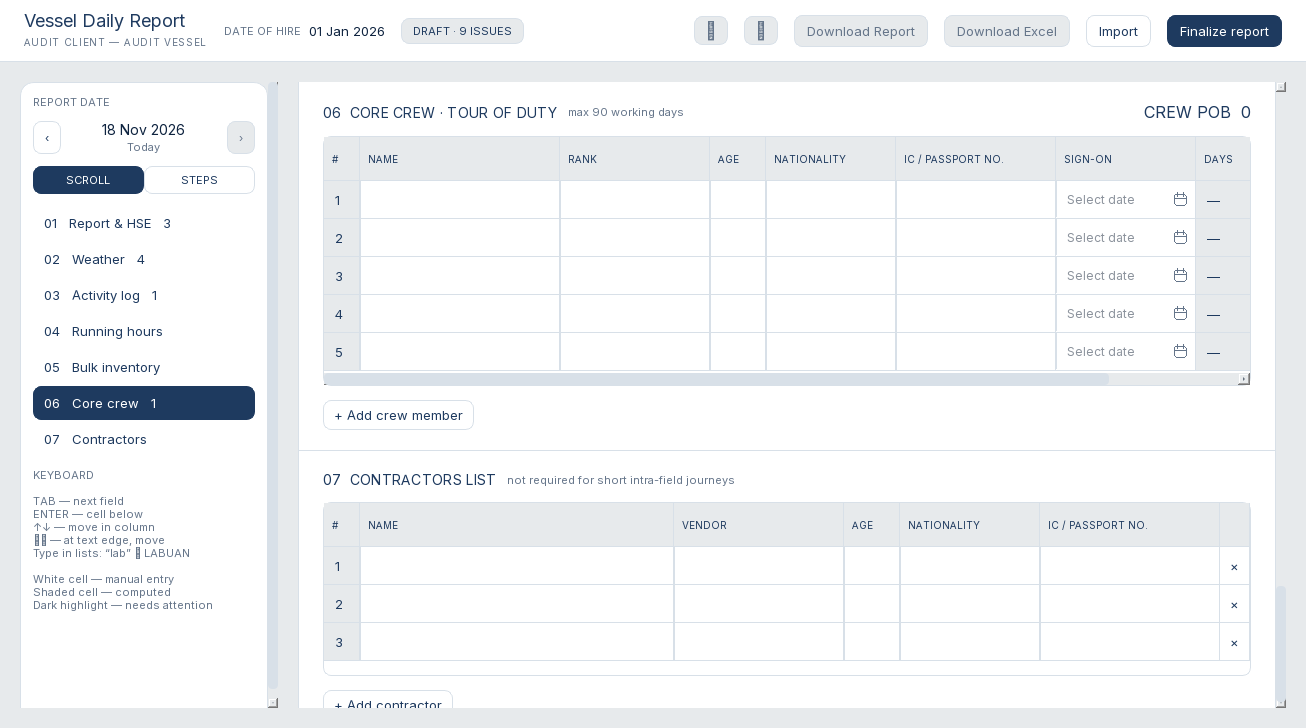 Vessel Daily Report
AUDIT CLIENT — AUDIT VESSEL
DATE OF HIRE 01 Jan 2026
DRAFT · 9 ISSUES
Download Report
Download Excel
Import
Finalize report
REPORT DATE
‹
18 Nov 2026
Today
›
SCROLL
STEPS
01 Report & HSE 3
02 Weather 4
03 Activity log 1
04 Running hours
05 Bulk inventory
06 Core crew 1
07 Contractors
KEYBOARD
TAB — next field
ENTER — cell below
↑↓ — move in column
— at text edge, move
Type in lists: “lab” LABUAN
White cell — manual entry
Shaded cell — computed
Dark highlight — needs attention
06 CORE CREW · TOUR OF DUTY max 90 working days
CREW POB 0
# NAME RANK AGE NATIONALITY IC / PASSPORT NO. SIGN-ON DAYS
1 Select date —
2 Select date —
3 Select date —
4 Select date —
5 Select date —
+ Add crew member
07 CONTRACTORS LIST not required for short intra-field journeys
# NAME VENDOR AGE NATIONALITY IC / PASSPORT NO.
1 ×
2 ×
3 ×
+ Add contractor